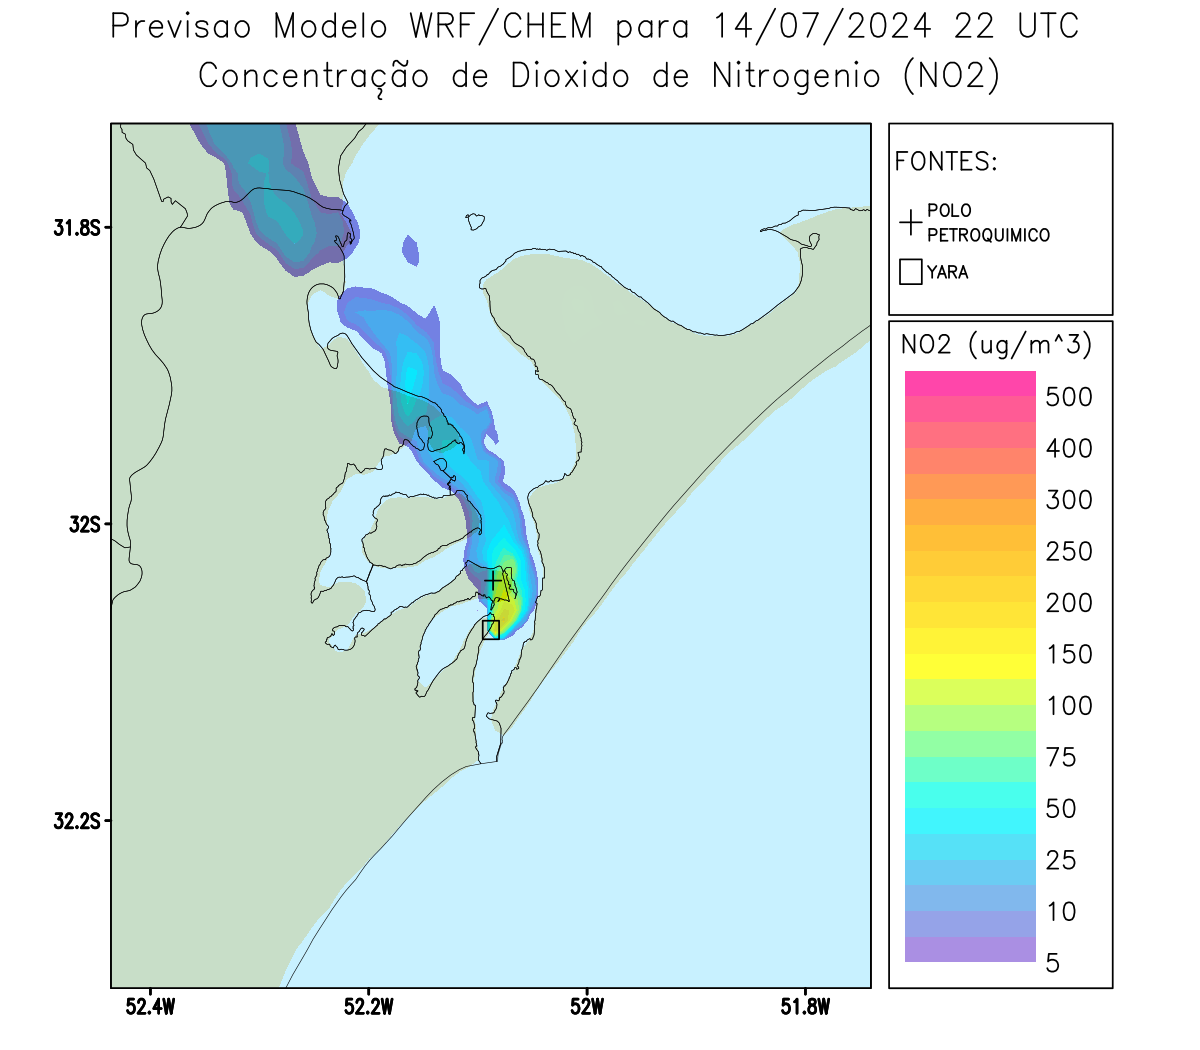 Previsao Modelo WRF/CHEM para 14/07/2024 22 UTC
Concentração de Dioxido de Nitrogenio (NO2)
FONTES:
POLO
PETROQUIMICO
YARA
31.8S
32S
32.2S
52.4W
52.2W
52W
51.8W
NO2 (ug/m^3)
500
400
300
250
200
150
100
75
50
25
10
5